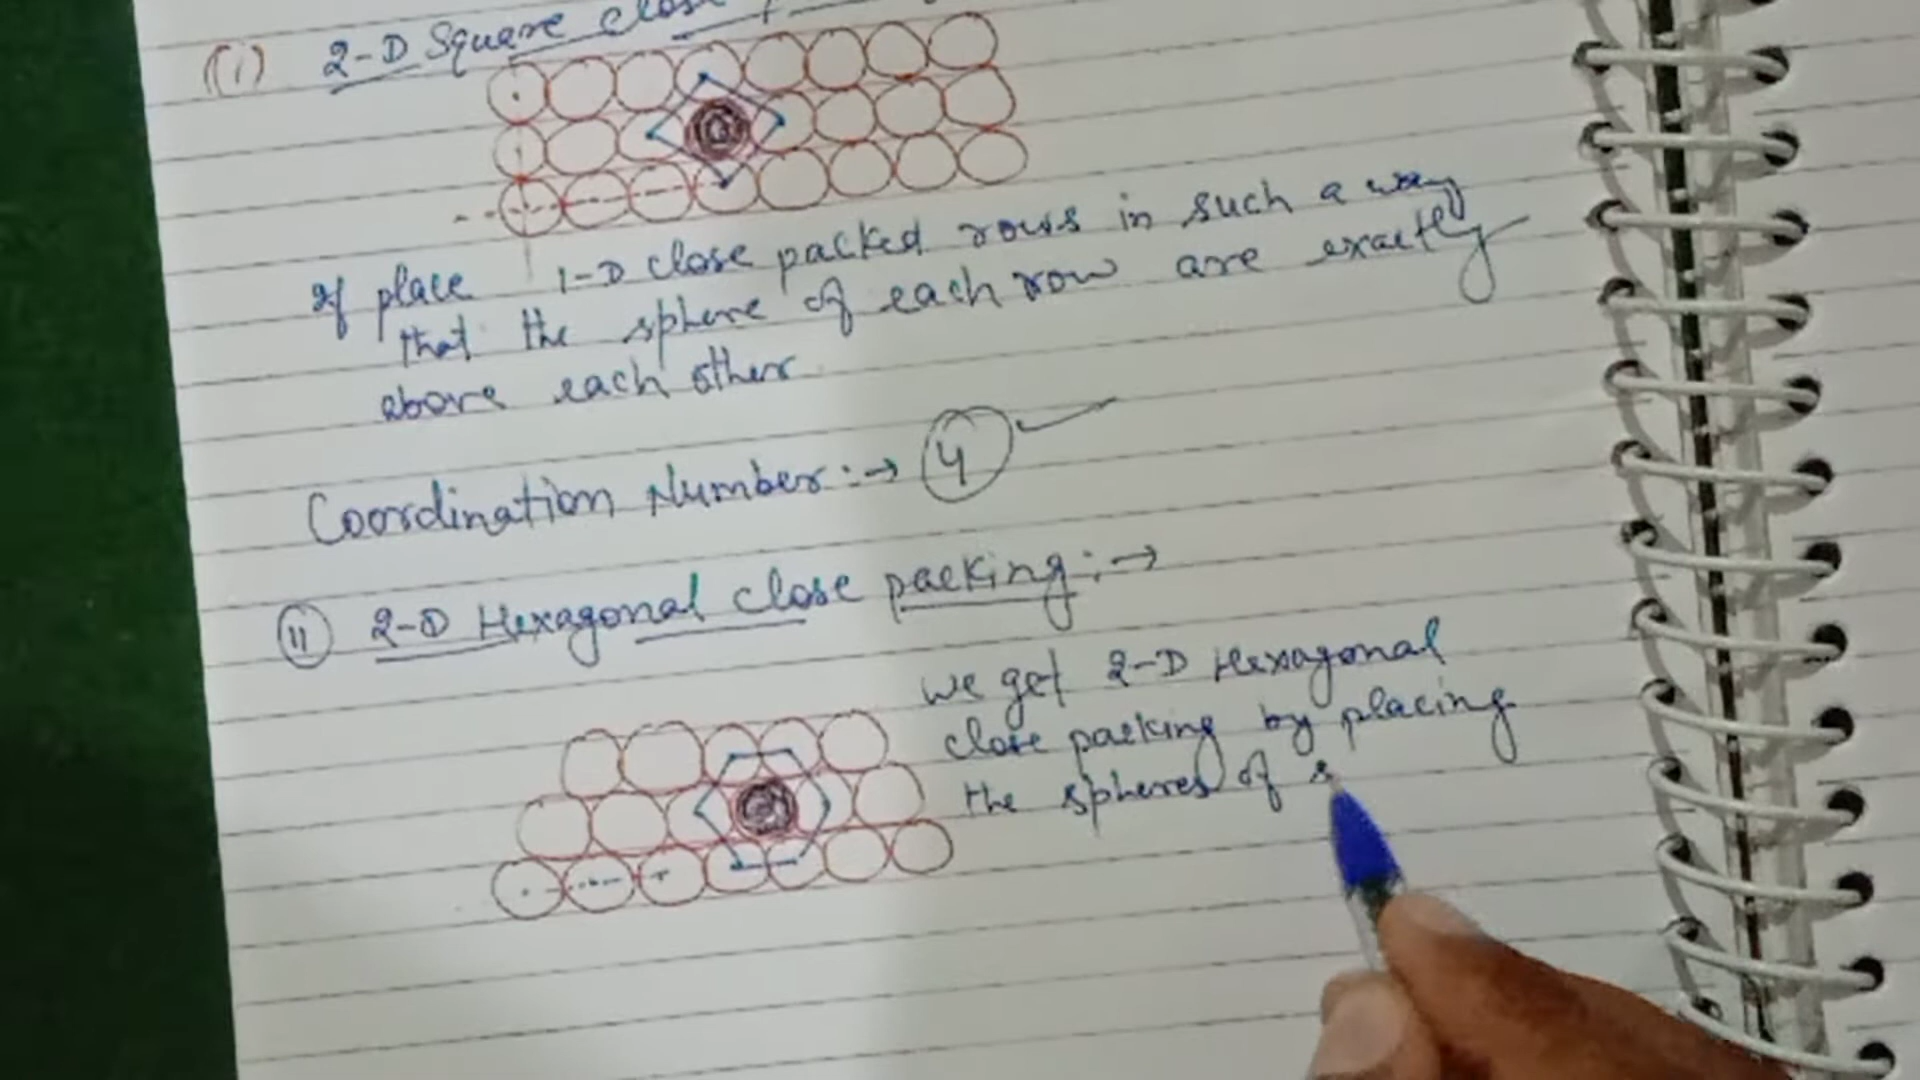 (i) 2-D Square close
If place 1-D close packed rows in such a way
that the sphere of each row are exactly
above each other
Coordination Number :→ 4
(ii) 2-D Hexagonal close packing :→
we get 2-D Hexagonal
close packing by placing
the spheres of s